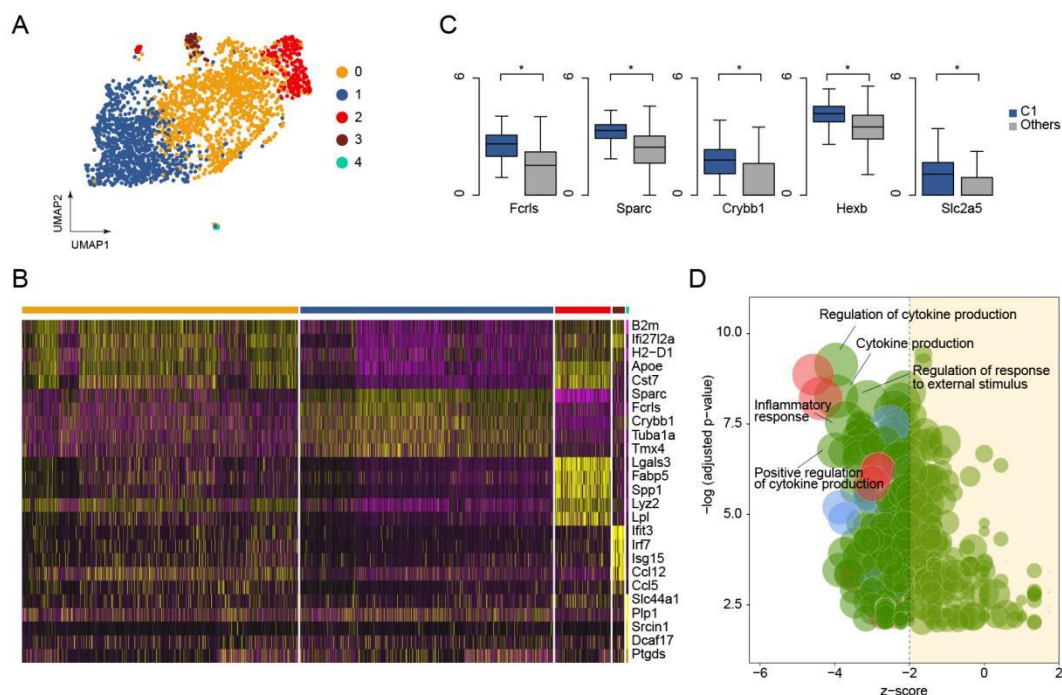 A
0
1
2
3
4
UMAP2
UMAP1
C
6
0
*
Fcrls
6
0
*
Sparc
6
0
*
Crybb1
6
0
*
Hexb
6
0
*
Slc2a5
C1
Others
B
B2m
Ifi27l2a
H2−D1
Apoe
Cst7
Sparc
Fcrls
Crybb1
Tuba1a
Tmx4
Lgals3
Fabp5
Spp1
Lyz2
Lpl
Ifit3
Irf7
Isg15
Ccl12
Ccl5
Slc44a1
Plp1
Srcin1
Dcaf17
Ptgds
D
−log (adjusted p−value)
10.0
7.5
5.0
2.5
Regulation of cytokine production
Cytokine production
Regulation of response
to external stimulus
Inflammatory
response
Positive regulation
of cytokine production
−6
−4
−2
0
2
z−score